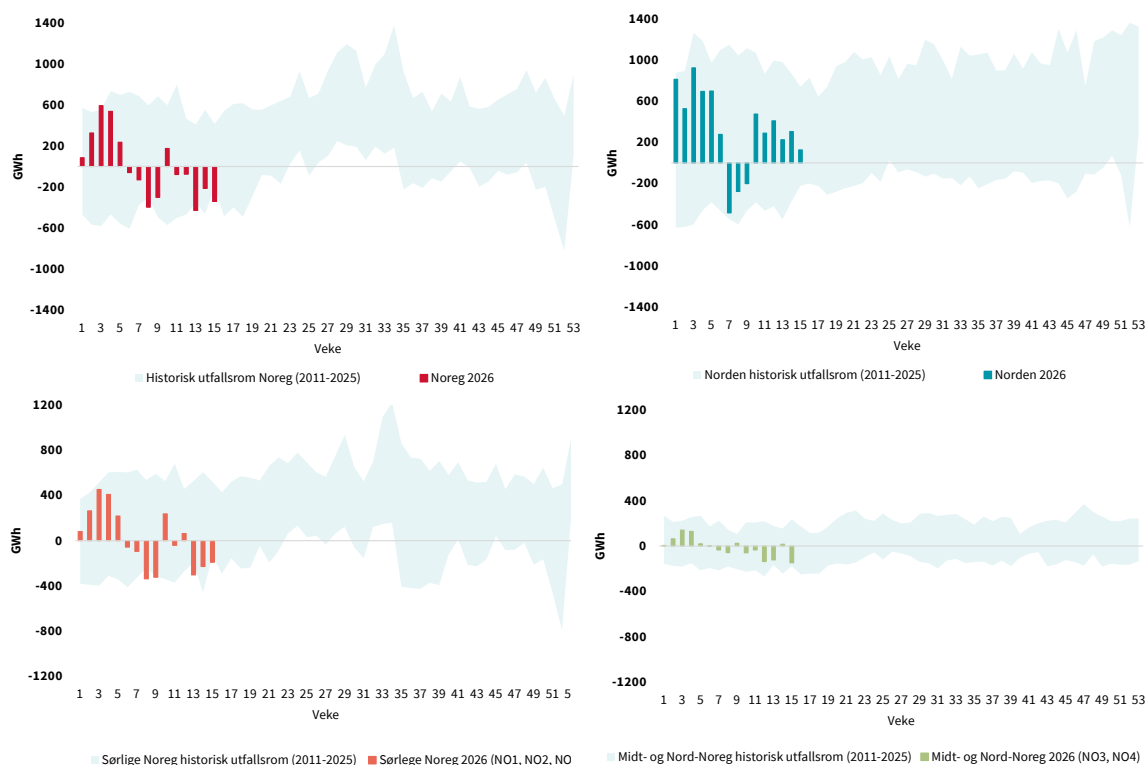 1400
1000
600
200
-200
-600
-1000
-1400
GWh
1 3 5 7 9 11 13 15 17 19 21 23 25 27 29 31 33 35 37 39 41 43 45 47 49 51 53
Veke
Historisk utfallsrom Noreg (2011-2025) Noreg 2026
1400
1000
600
200
-200
-600
-1000
-1400
GWh
1 3 5 7 9 11 13 15 17 19 21 23 25 27 29 31 33 35 37 39 41 43 45 47 49 51 53
Veke
Norden historisk utfallsrom (2011-2025) Norden 2026
1200
800
400
0
-400
-800
-1200
GWh
1 3 5 7 9 11 13 15 17 19 21 23 25 27 29 31 33 35 37 39 41 43 45 47 49 51 5
Veke
Sørlige Noreg historisk utfallsrom (2011-2025) Sørlege Noreg 2026 (NO1, NO2, NO
1200
800
400
0
-400
-800
-1200
GWh
1 3 5 7 9 11 13 15 17 19 21 23 25 27 29 31 33 35 37 39 41 43 45 47 49 51 53
Veke
Midt- og Nord-Noreg historisk utfallsrom (2011-2025) Midt- og Nord-Noreg 2026 (NO3, NO4)